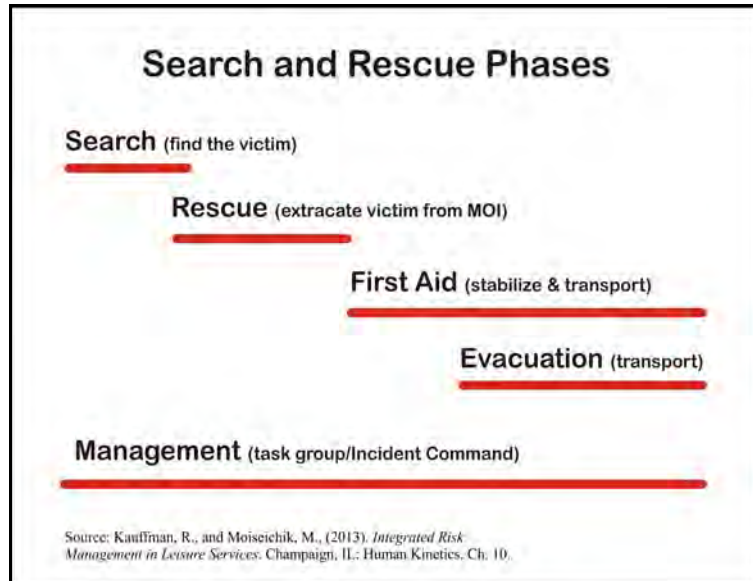 Search and Rescue Phases
Search (find the victim)
Rescue (extracate victim from MOI)
First Aid (stabilize & transport)
Evacuation (transport)
Management (task group/Incident Command)
Source: Kauffman, R., and Moiseichik, M., (2013). Integrated Risk
Management in Leisure Services. Champaign, IL.: Human Kinetics. Ch. 10.